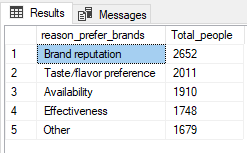 Results Messages
reason_prefer_brands Total_people
1 Brand reputation 2652
2 Taste/flavor preference 2011
3 Availability 1910
4 Effectiveness 1748
5 Other 1679